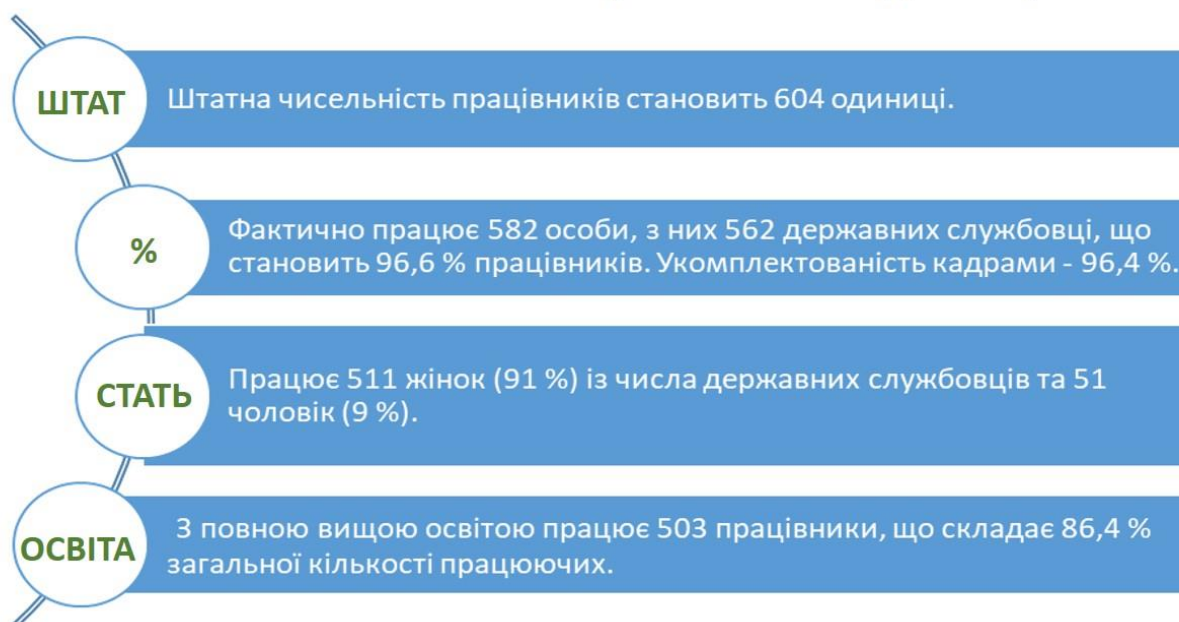 ШТАТ
Штатна чисельність працівників становить 604 одиниці.
%
Фактично працює 582 особи, з них 562 державних службовці, що
становить 96,6 % працівників. Укомплектованість кадрами - 96,4 %.
СТАТЬ
Працює 511 жінок (91 %) із числа державних службовців та 51
чоловік (9 %).
ОСВІТА
З повною вищою освітою працює 503 працівники, що складає 86,4 %
загальної кількості працюючих.